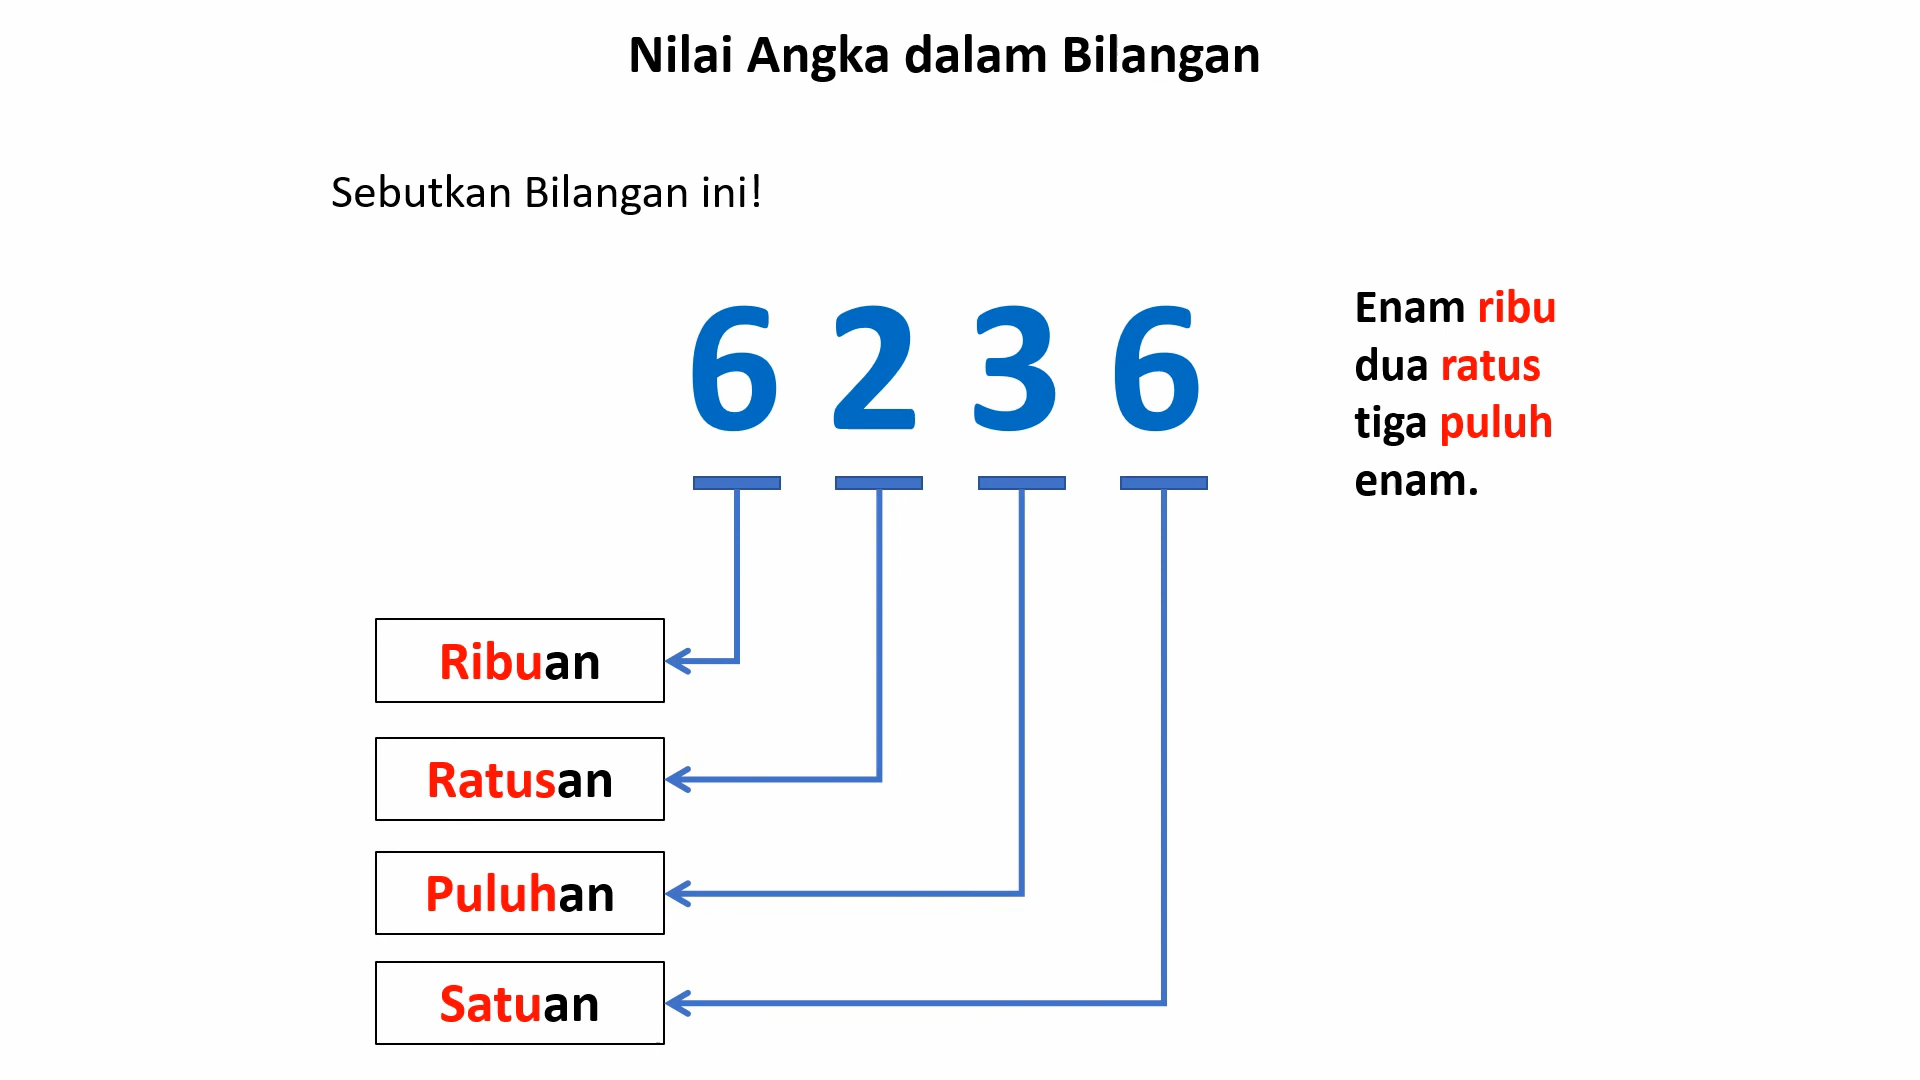 Nilai Angka dalam Bilangan
Sebutkan Bilangan ini!
6 2 3 6
Enam ribu
dua ratus
tiga puluh
enam.
Ribuan
Ratusan
Puluhan
Satuan